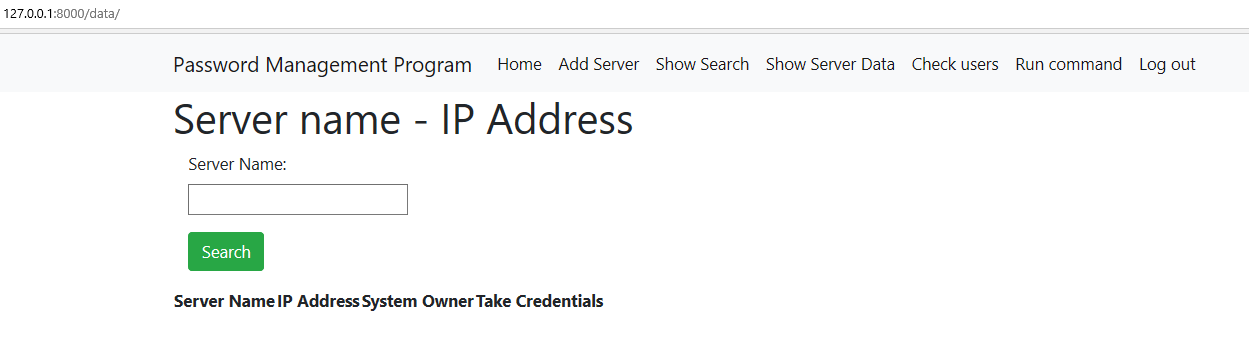 127.0.0.1:8000/data/
Password Management Program Home Add Server Show Search Show Server Data Check users Run command Log out
Server name - IP Address
Server Name:
Search
Server Name IP Address System Owner Take Credentials